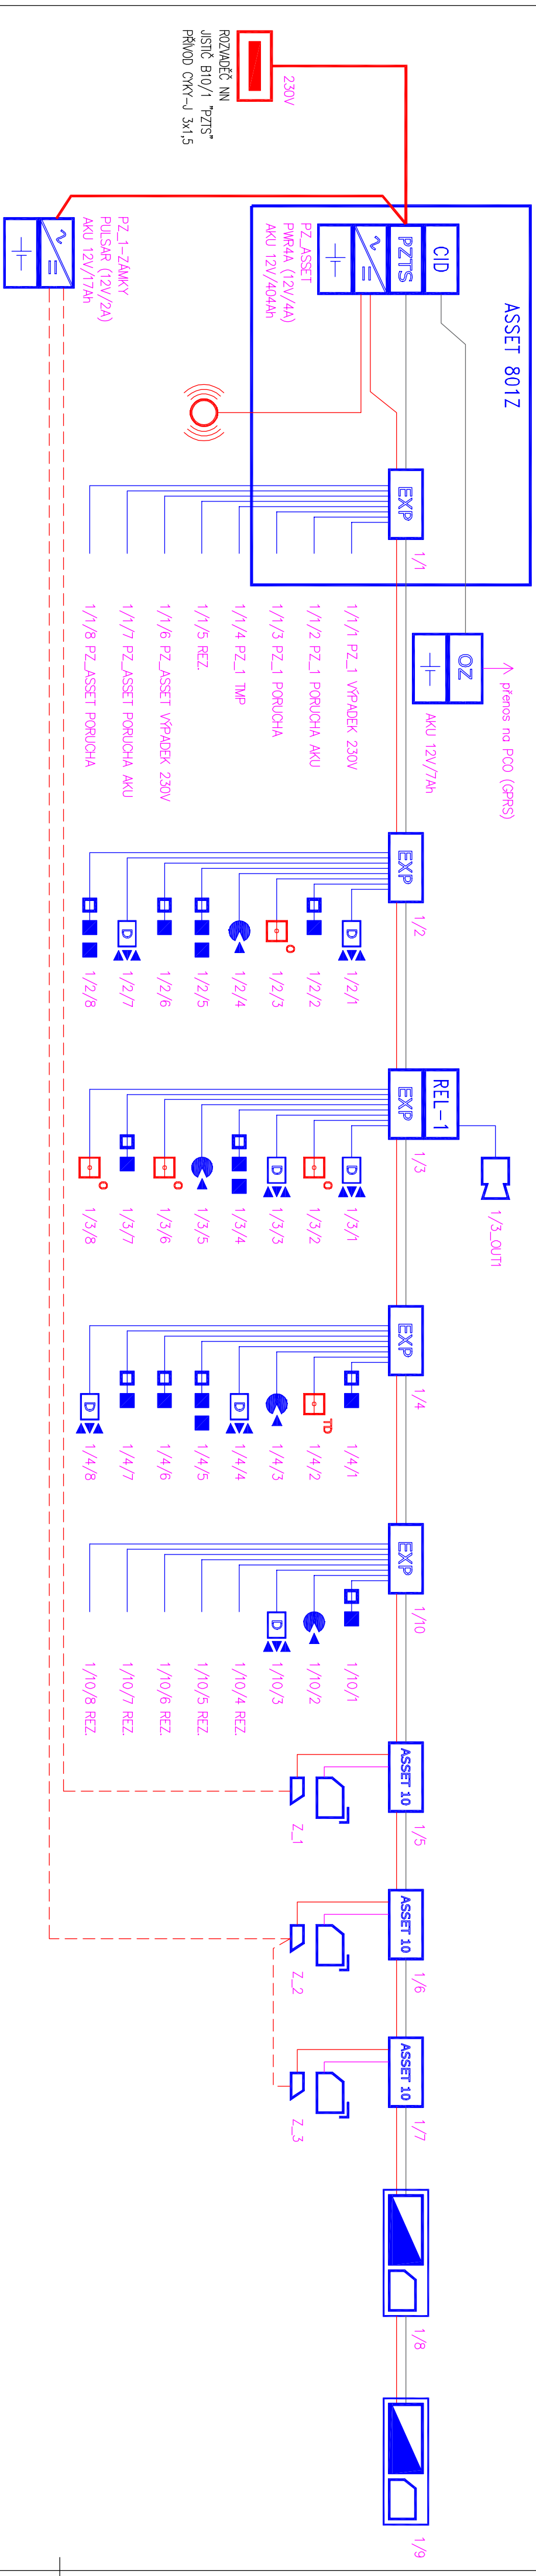 ASSET 801Z
230V
ROZVADĚČ NN
JISTIČ B10/1 "PZTS"
PŘÍVOD CYKY-J 3x1,5
CID
PZTS
PZ_ASSET
PWR4A (12V/4A)
AKU 12V/404Ah
PZ_1-ZÁMKY
PULSAR (12V/2A)
AKU 12V/17Ah
EXP
1/1
1/1/1 PZ_1 VÝPADEK 230V
1/1/2 PZ_1 PORUCHA AKU
1/1/3 PZ_1 PORUCHA
1/1/4 PZ_1 TMP
1/1/5 REZ.
1/1/6 PZ_ASSET VÝPADEK 230V
1/1/7 PZ_ASSET PORUCHA AKU
1/1/8 PZ_ASSET PORUCHA
přenos na PCO (GPRS)
OZ
AKU 12V/7Ah
EXP
1/2
D
1/2/1
1/2/2
O
1/2/3
1/2/4
1/2/5
1/2/6
D
1/2/7
1/2/8
REL-1
EXP
1/3
1/3_OUT1
D
1/3/1
O
1/3/2
D
1/3/3
1/3/4
1/3/5
O
1/3/6
1/3/7
O
1/3/8
EXP
1/4
1/4/1
TD
1/4/2
1/4/3
D
1/4/4
1/4/5
1/4/6
1/4/7
D
1/4/8
EXP
1/10
1/10/1
1/10/2
D
1/10/3
1/10/4 REZ.
1/10/5 REZ.
1/10/6 REZ.
1/10/7 REZ.
1/10/8 REZ.
ASSET 10
1/5
Z_1
ASSET 10
1/6
Z_2
ASSET 10
1/7
Z_3
1/8
1/9